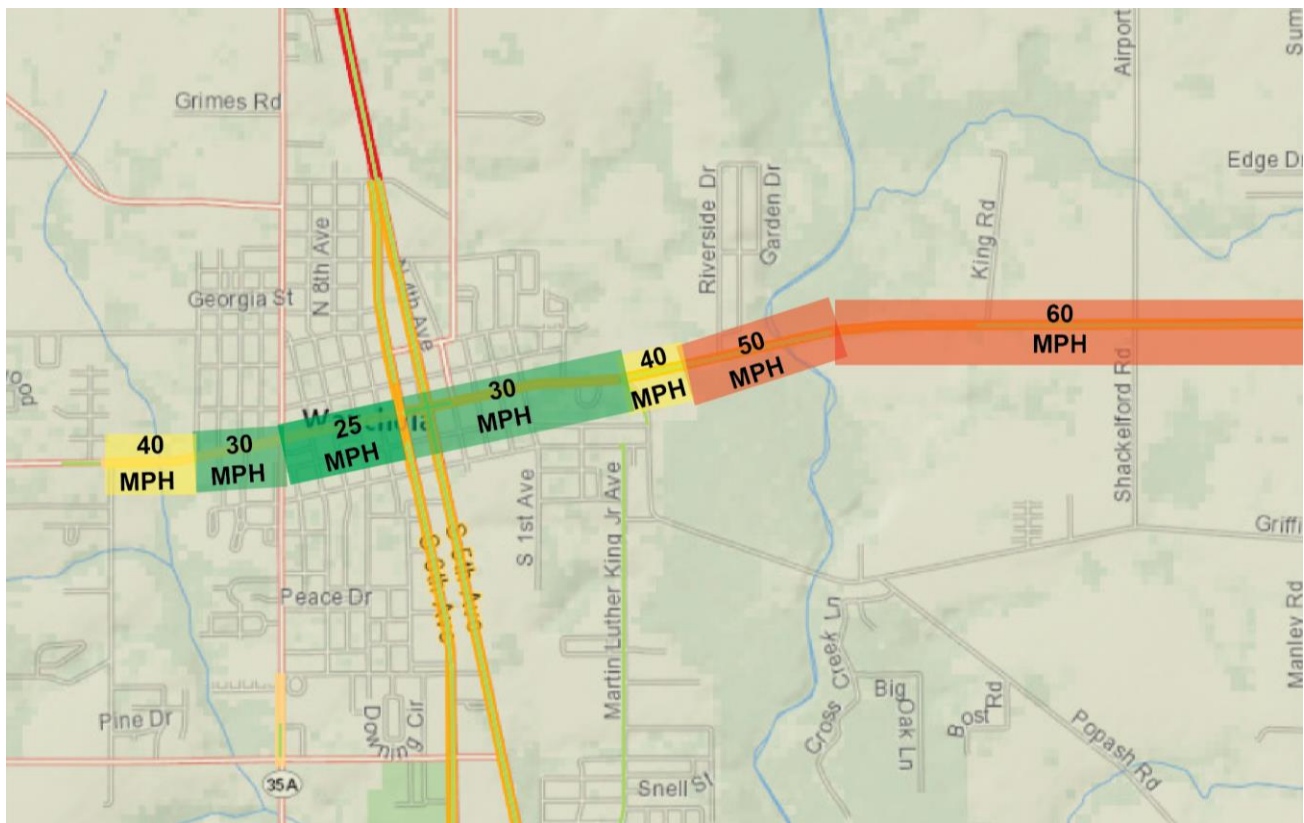 Airport
Sum
Grimes Rd
Edge Dr
Riverside Dr
Garden Dr
King Rd
N 8th Ave
Georgia St
N 4th Ave
60
MPH
50
MPH
40
MPH
30
MPH
25
MPH
30
MPH
40
MPH
Shackelford Rd
S 1st Ave
Martin Luther King Jr Ave
S 5th Ave
S 6th Ave
Griffi
Peace Dr
Manley Rd
Cross Creek Ln
Big Oak Ln
Bost Rd
Popash Rd
Pine Dr
Downing Cir
35A
Snell St